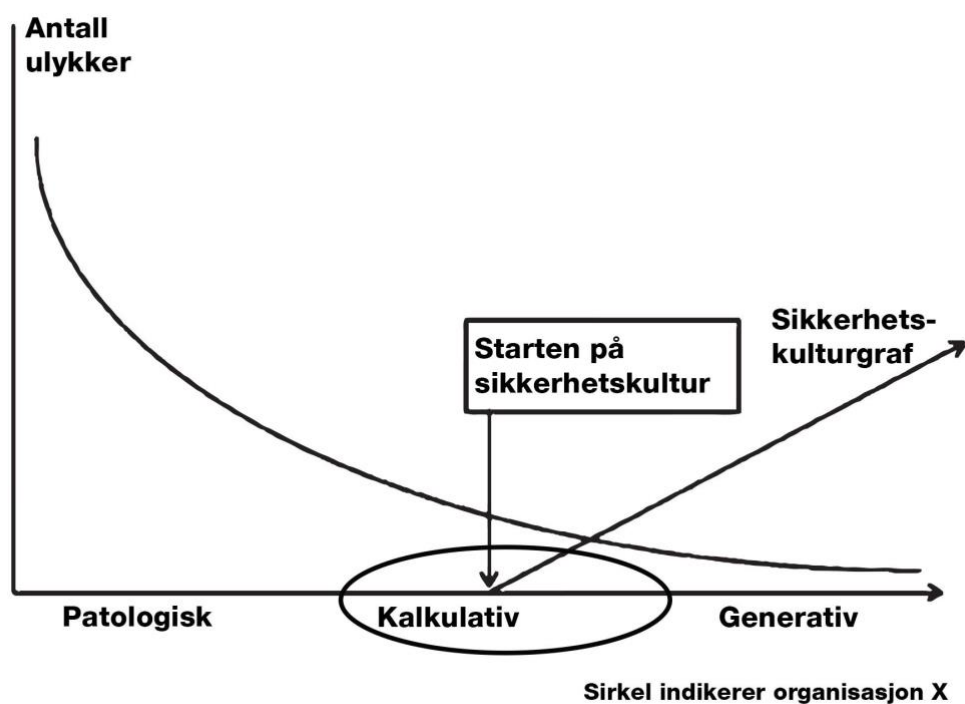 Antall
ulykker
Starten på
sikkerhetskultur
Sikkerhets-
kulturgraf
Patologisk
Kalkulativ
Generativ
Sirkel indikerer organisasjon X